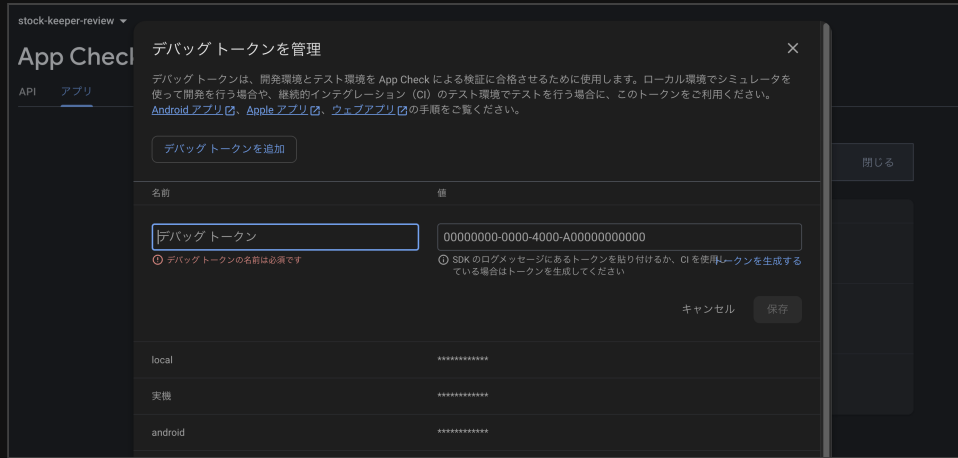 stock-keeper-review
App Check
API アプリ
デバッグ トークンを管理
デバッグ トークンは、開発環境とテスト環境を App Check による検証に合格させるために使用します。ローカル環境でシミュレータを
使って開発を行う場合や、継続的インテグレーション（CI）のテスト環境でテストを行う場合に、このトークンをご利用ください。
Android アプリ、Apple アプリ、ウェブアプリの手順をご覧ください。
デバッグ トークンを追加
閉じる
名前 値
デバッグ トークン 00000000-0000-4000-A00000000000
デバッグ トークンの名前は必須です
SDK のログメッセージにあるトークンを貼り付けるか、CI を使用し
ている場合はトークンを生成してください
トークンを生成する
キャンセル 保存
local ************
実機 ************
android ************